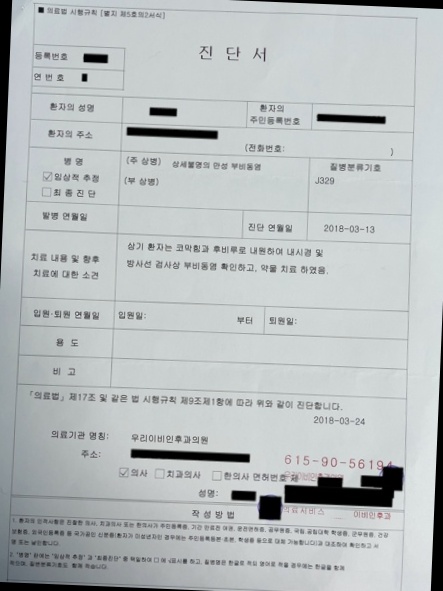 ■ 의료법 시행규칙 [별지 제5호의2서식]
진 단 서
등록번호
연 번 호
환자의 성명
환자의
주민등록번호
환자의 주소
(전화번호: )
병 명
☑ 임상적 추정
☐ 최 종 진 단
(주 상병) 상세불명의 만성 부비동염
(부 상병)
질병분류기호
J329
발병 연월일
진단 연월일
2018-03-13
치료 내용 및 향후
치료에 대한 소견
상기 환자는 코막힘과 후비루로 내원하여 내시경 및
방사선 검사상 부비동염 확인하고, 약물 치료 하였음.
입원·퇴원 연월일
입원일: 부터
퇴원일:
용 도
비 고
「의료법」 제17조 및 같은 법 시행규칙 제9조제1항에 따라 위와 같이 진단합니다.
2018-03-24
의료기관 명칭: 우리이비인후과의원
주소:
615-90-56194
☑ 의사 ☐ 치과의사 ☐ 한의사 면허번호 제
성명:
의료서비스 이비인후과
작 성 방 법